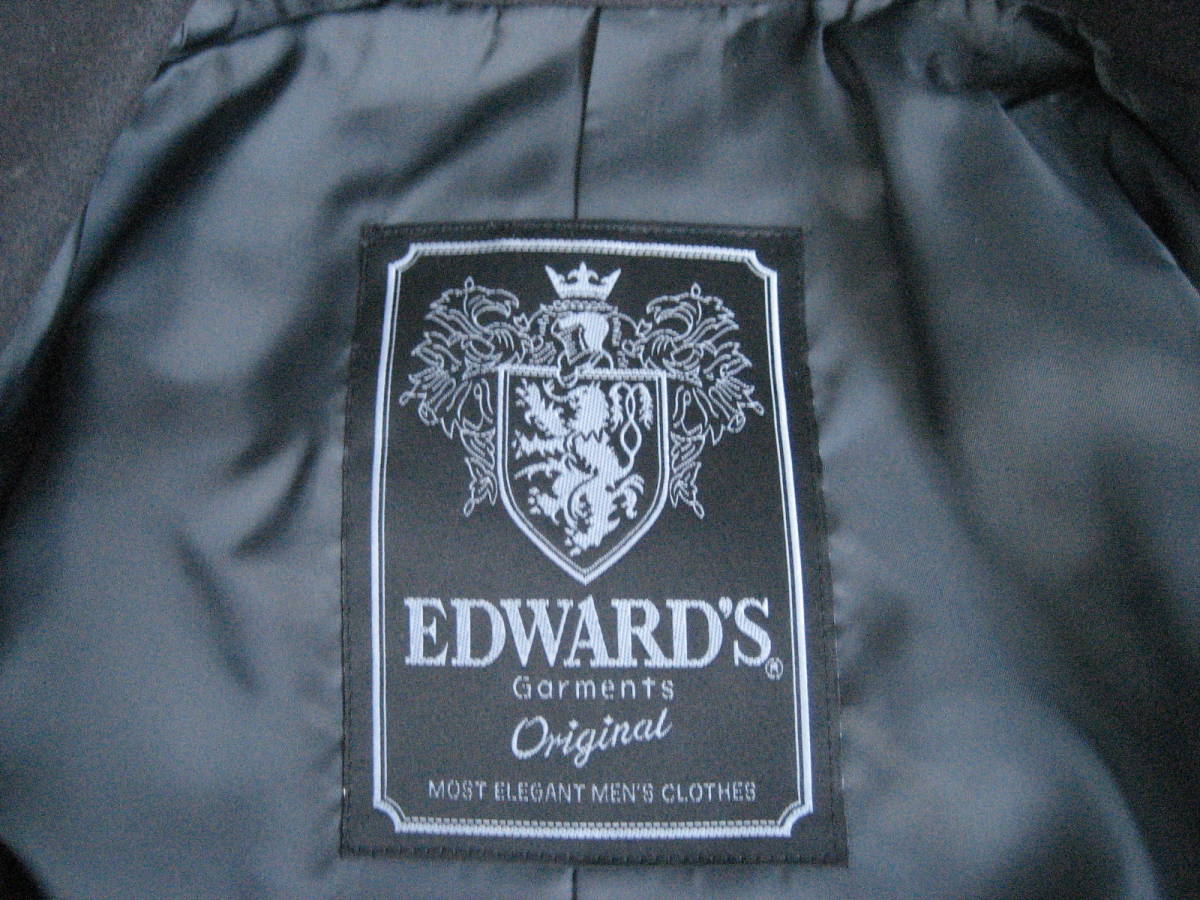 EDWARD'S®
Garments
Original
MOST ELEGANT MEN'S CLOTHES